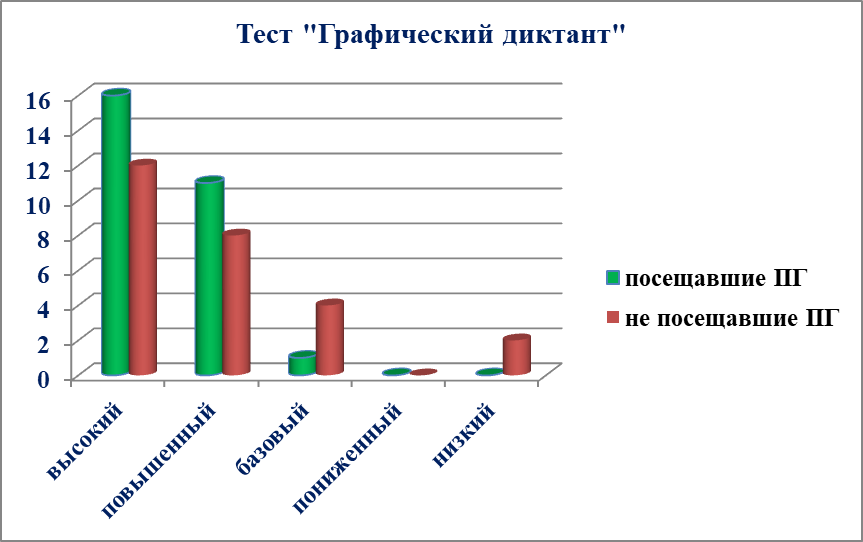 Тест "Графический диктант"
16
14
12
10
8
6
4
2
0
высокий
повышенный
базовый
пониженный
низкий
посещавшие ПГ
не посещавшие ПГ